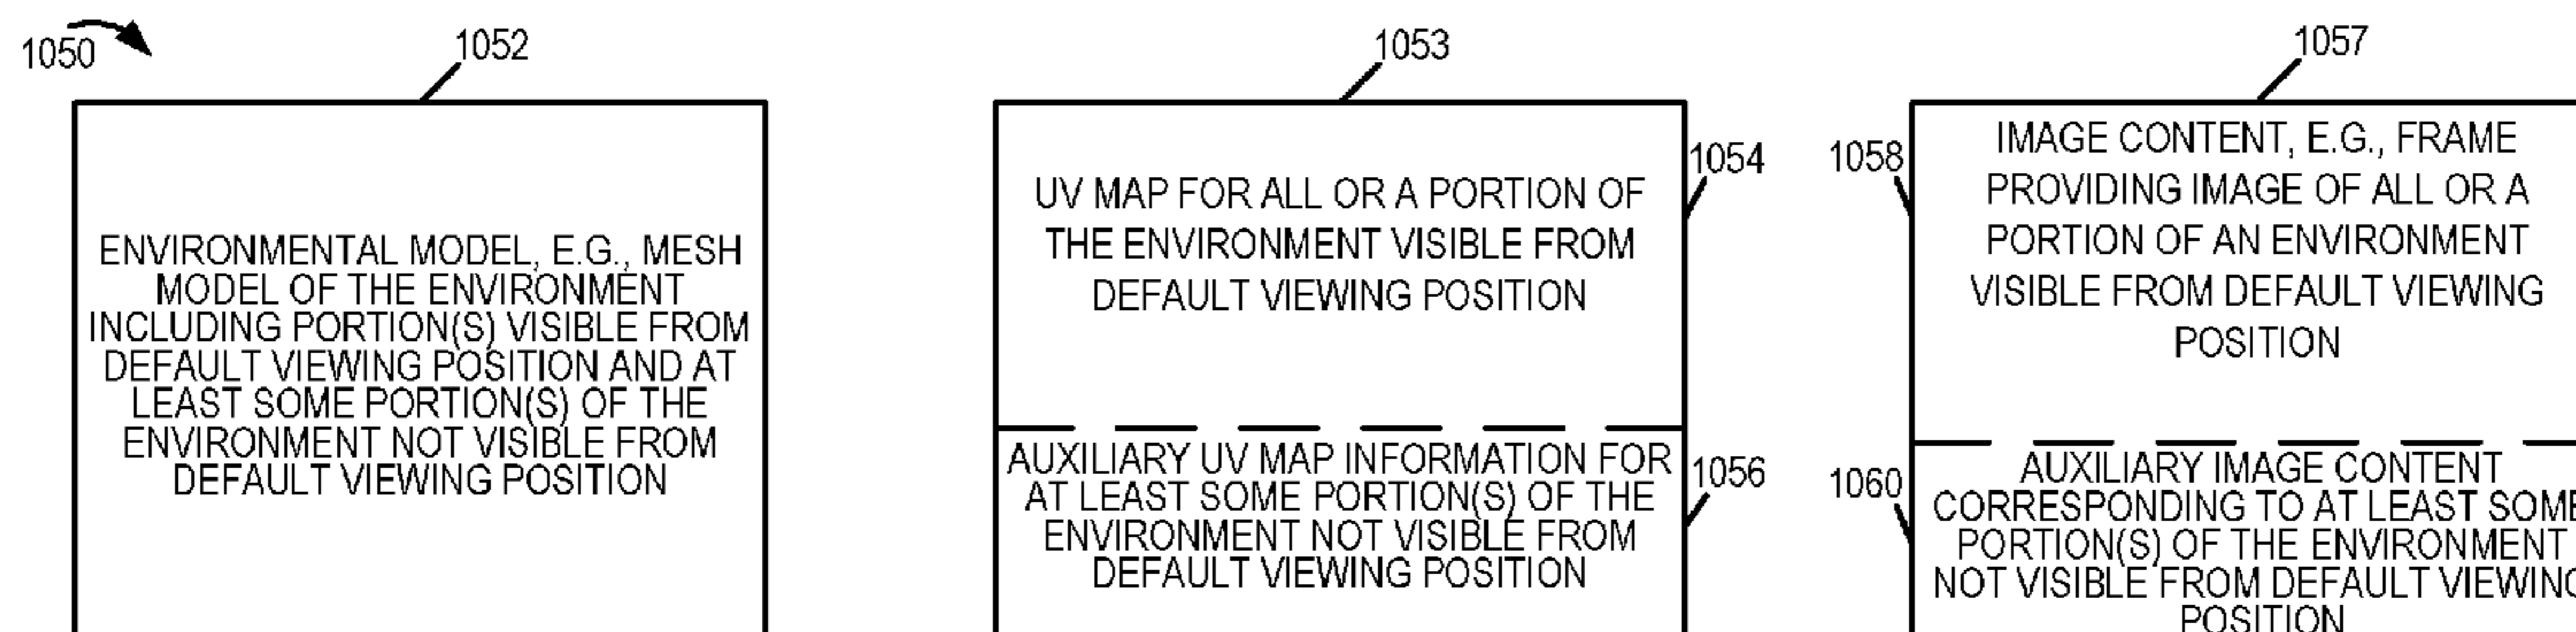 1050
1052
ENVIRONMENTAL MODEL, E.G., MESH
MODEL OF THE ENVIRONMENT
INCLUDING PORTION(S) VISIBLE FROM
DEFAULT VIEWING POSITION AND AT
LEAST SOME PORTION(S) OF THE
ENVIRONMENT NOT VISIBLE FROM
DEFAULT VIEWING POSITION
1053
1054
UV MAP FOR ALL OR A PORTION OF
THE ENVIRONMENT VISIBLE FROM
DEFAULT VIEWING POSITION
1056
AUXILIARY UV MAP INFORMATION FOR
AT LEAST SOME PORTION(S) OF THE
ENVIRONMENT NOT VISIBLE FROM
DEFAULT VIEWING POSITION
1057
1058
IMAGE CONTENT, E.G., FRAME
PROVIDING IMAGE OF ALL OR A
PORTION OF AN ENVIRONMENT
VISIBLE FROM DEFAULT VIEWING
POSITION
1060
AUXILIARY IMAGE CONTENT
CORRESPONDING TO AT LEAST SOME
PORTION(S) OF THE ENVIRONMENT
NOT VISIBLE FROM DEFAULT VIEWING
POSITION